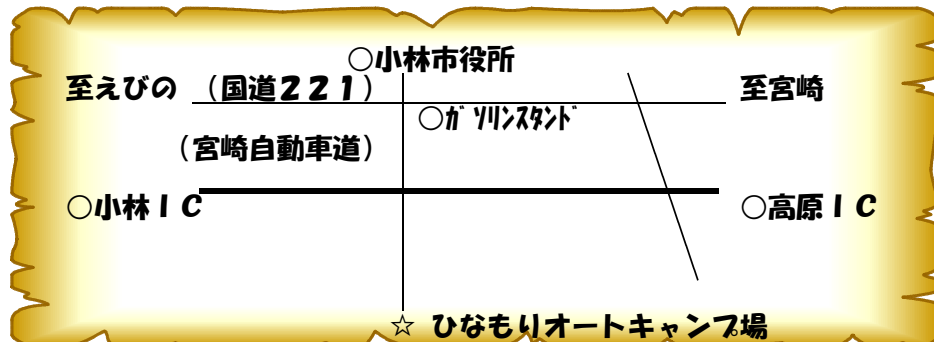 ○小林市役所
至えびの （国道２２１） 至宮崎
○ｶﾞｿﾘﾝｽﾀﾝﾄﾞ
（宮崎自動車道）
○小林ＩＣ ○高原ＩＣ
☆ ひなもりオートキャンプ場